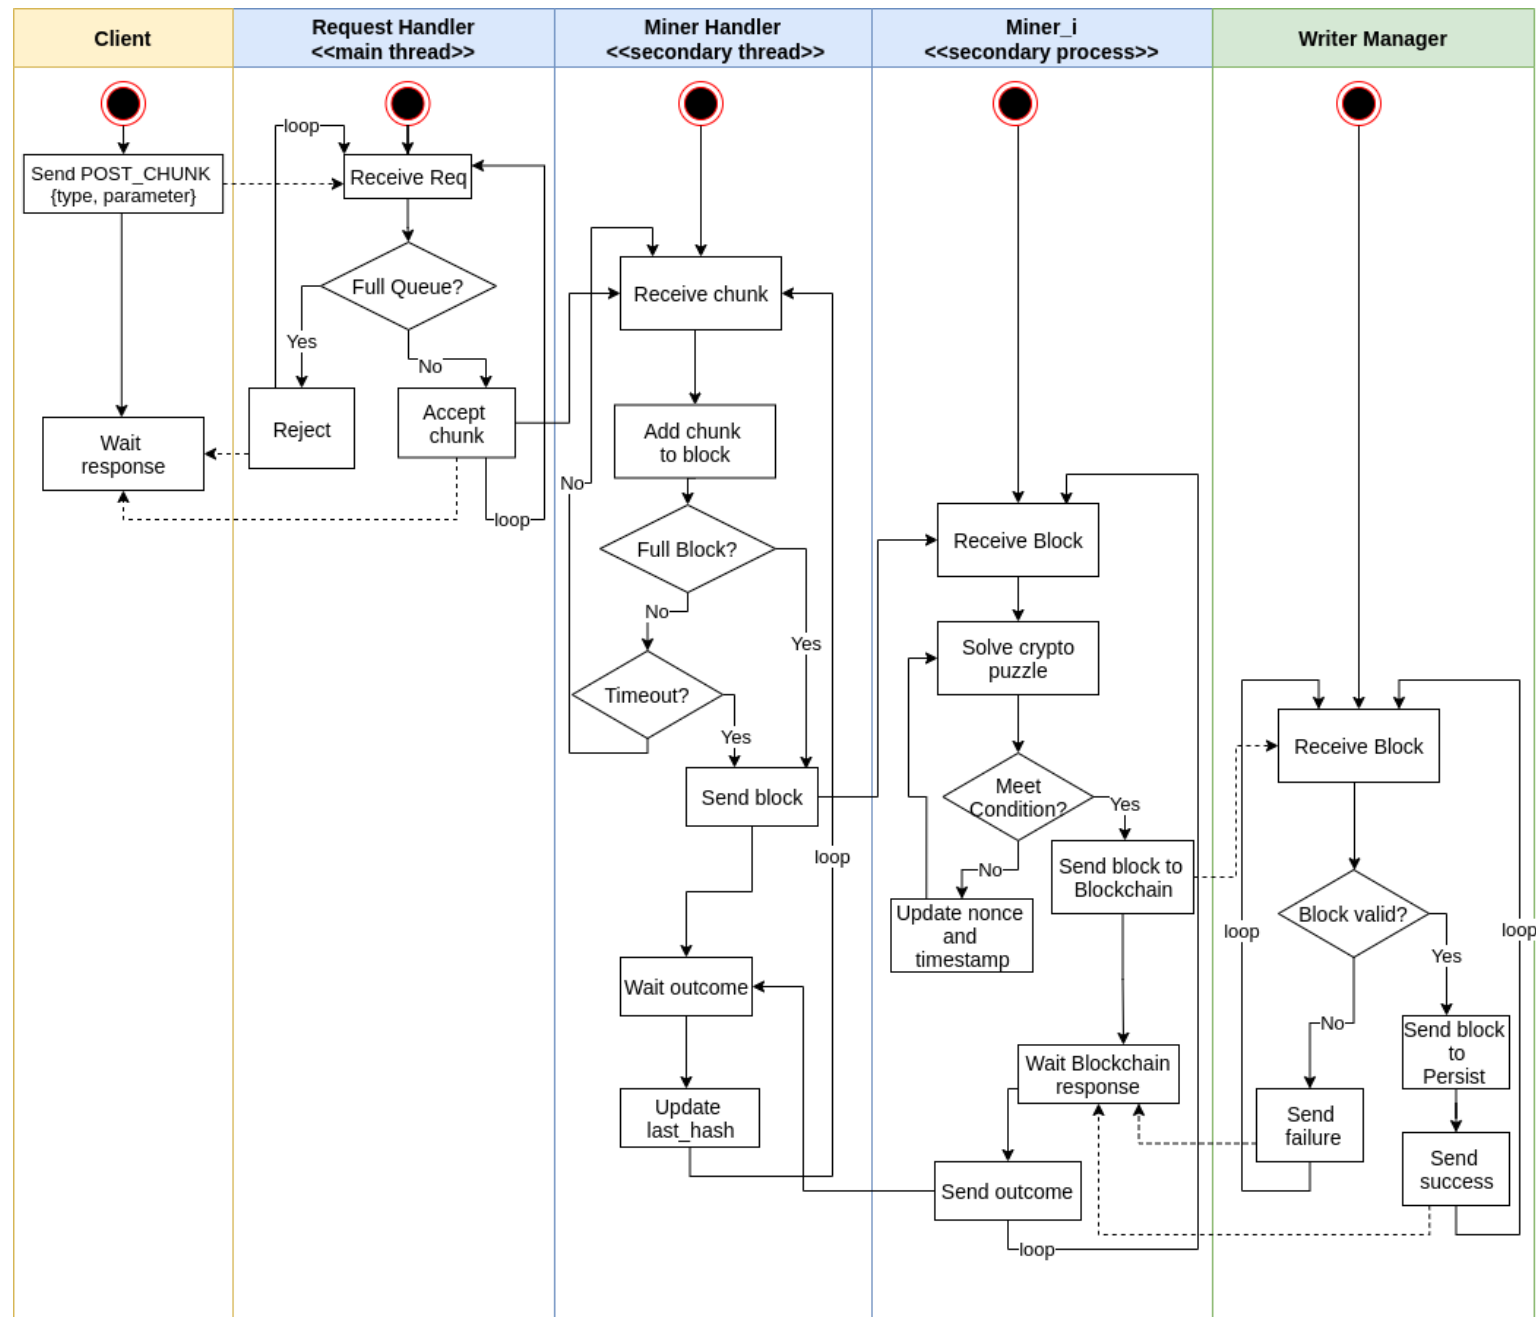 Client
Request Handler
<<main thread>>
Miner Handler
<<secondary thread>>
Miner_i
<<secondary process>>
Writer Manager
Send POST_CHUNK
{type, parameter}
Wait
response
loop
Receive Req
Full Queue?
Yes
No
Reject
Accept
chunk
loop
Receive chunk
Add chunk
to block
No
Full Block?
No
Yes
Timeout?
Yes
Send block
loop
Wait outcome
Update
last_hash
Receive Block
Solve crypto
puzzle
Meet
Condition?
Yes
No
Send block to
Blockchain
Update nonce
and
timestamp
Wait Blockchain
response
Send outcome
loop
Receive Block
Block valid?
loop
loop
Yes
No
Send block
to
Persist
Send
failure
Send
success